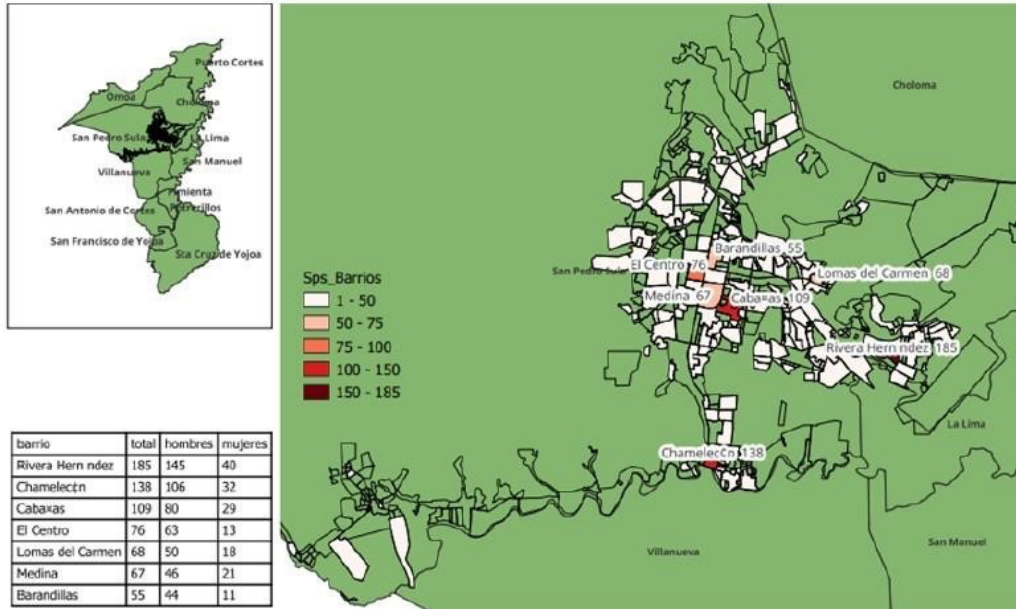 Puerto Cortes
Omoa
Choloma
San Pedro Sula
La Lima
San Manuel
Villanueva
Pimienta
San Antonio de Cortes
Potrerillos
San Francisco de Yojoa
Sta Cruz de Yojoa
Choloma
Barandillas 55
San Pedro Sula
El Centro 76
Lomas del Carmen 68
Medina 67
Cabaxas 109
Rivera Hern ndez 185
La Lima
Chamelec¢n 138
Villanueva
San Manuel
Sps_Barrios
1 - 50
50 - 75
75 - 100
100 - 150
150 - 185
barrio total hombres mujeres
Rivera Hern ndez 185 145 40
Chamelec¢n 138 106 32
Cabaxas 109 80 29
El Centro 76 63 13
Lomas del Carmen 68 50 18
Medina 67 46 21
Barandillas 55 44 11